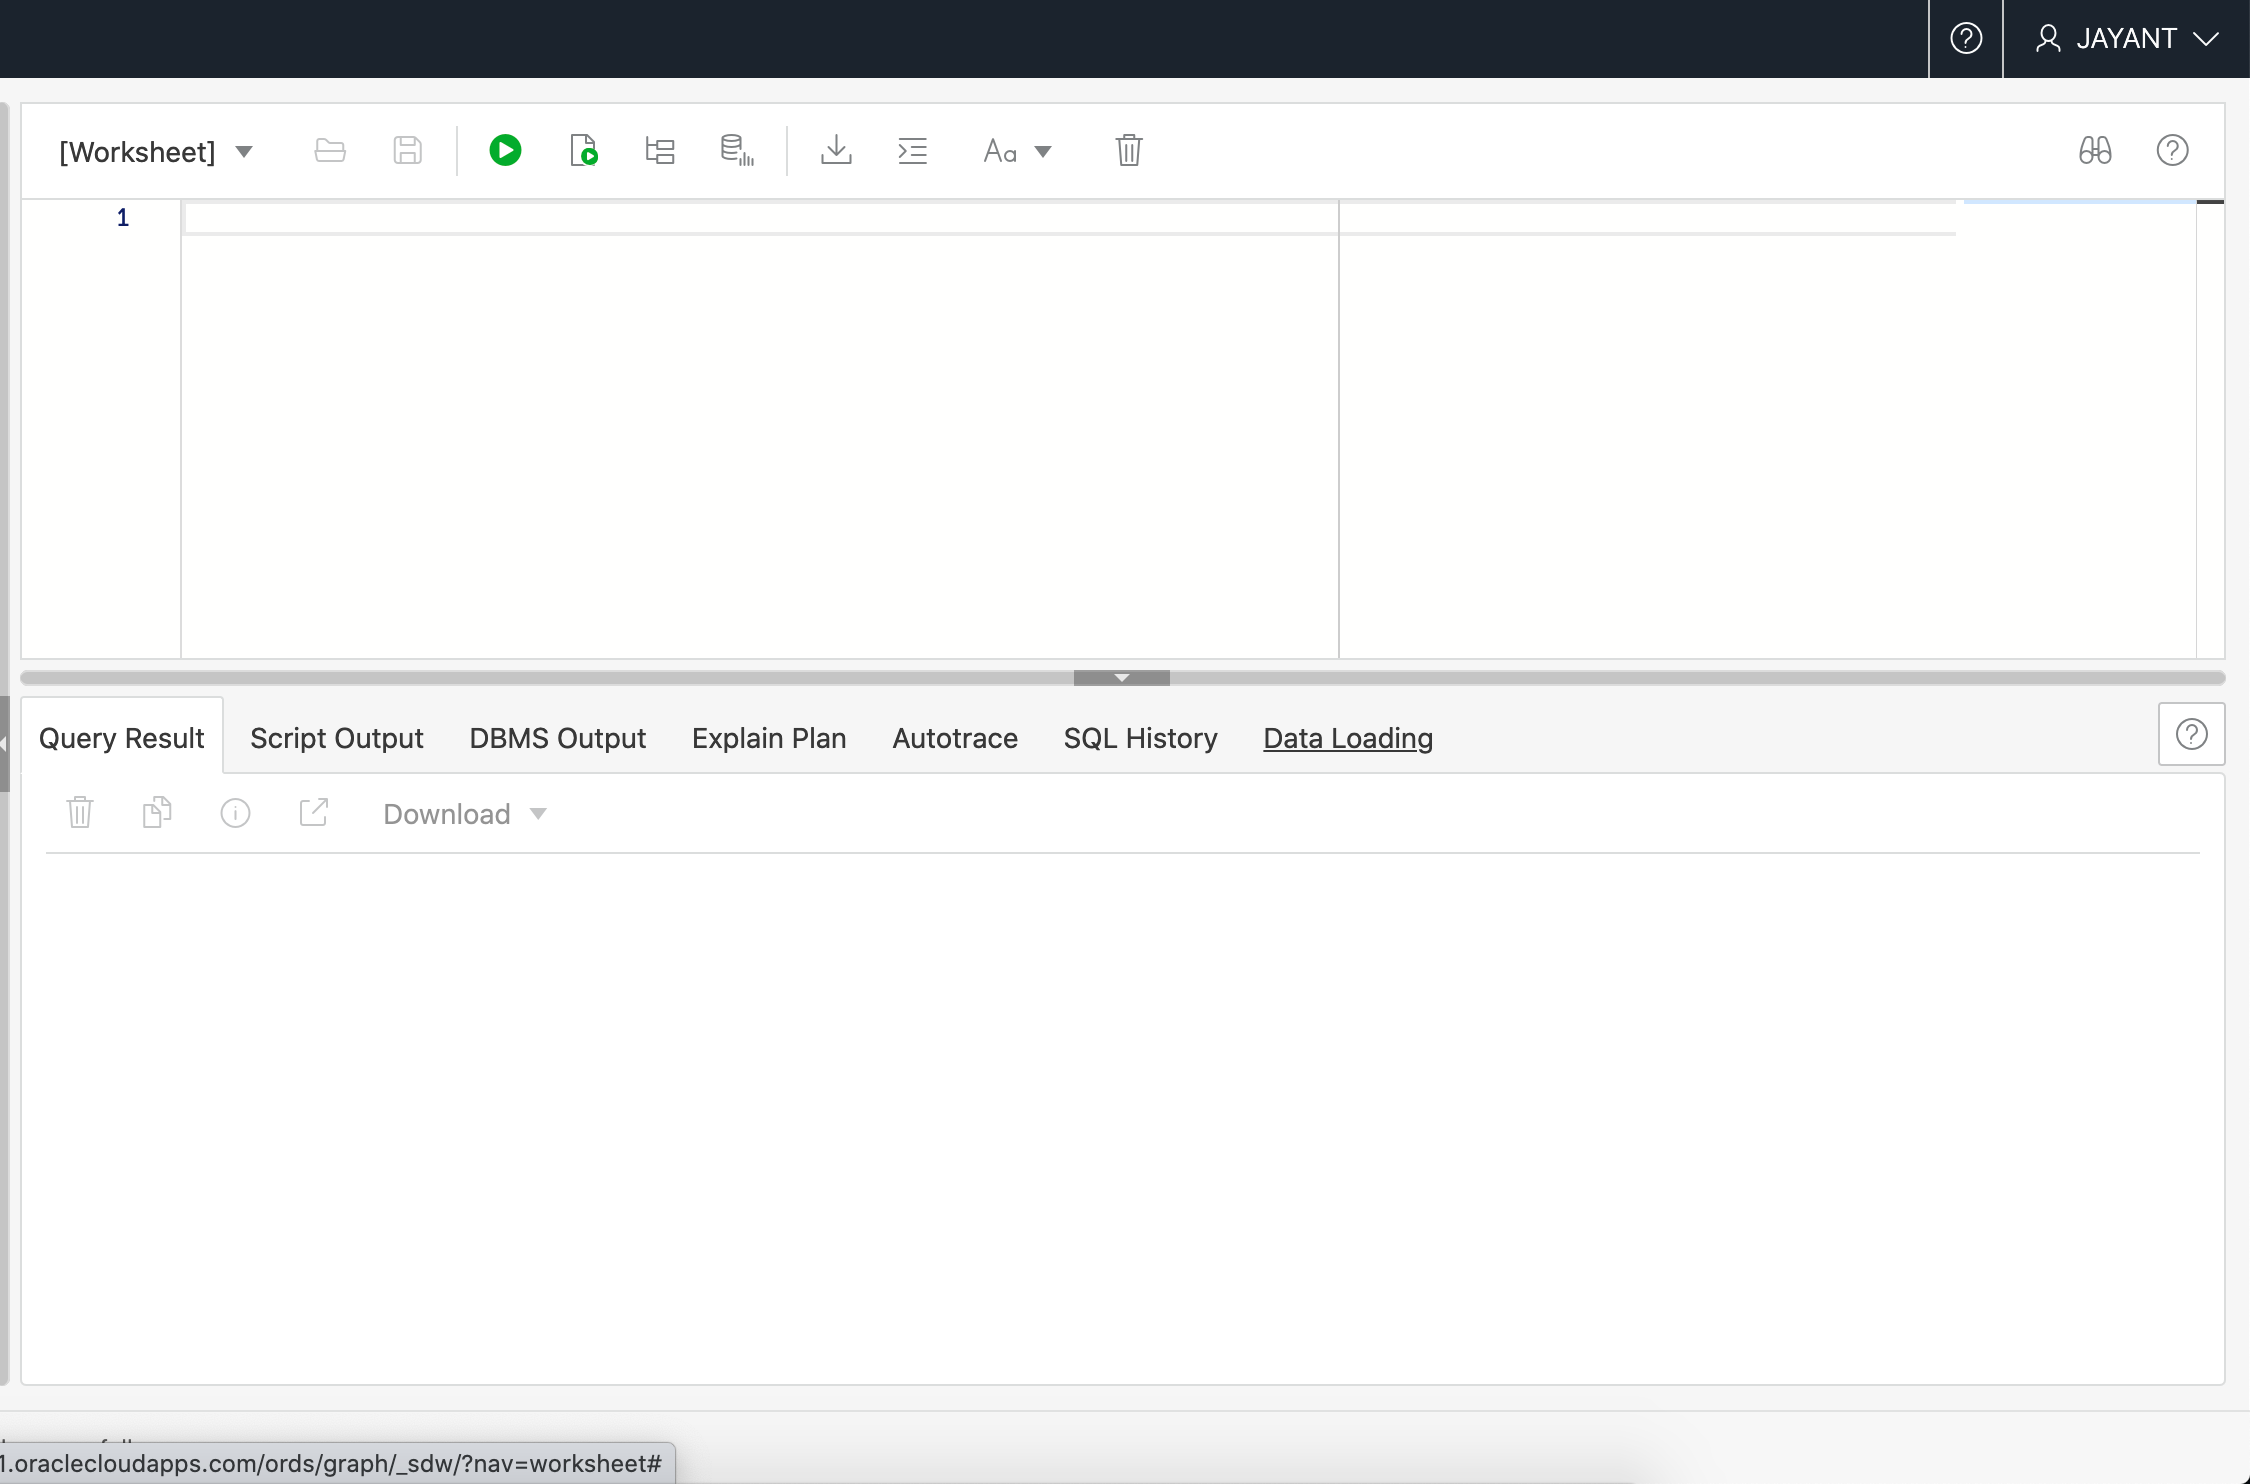 JAYANT
[Worksheet]
Aa
1
Query Result Script Output DBMS Output Explain Plan Autotrace SQL History Data Loading
Download
1.oraclecloudapps.com/ords/graph/_sdw/?nav=worksheet#